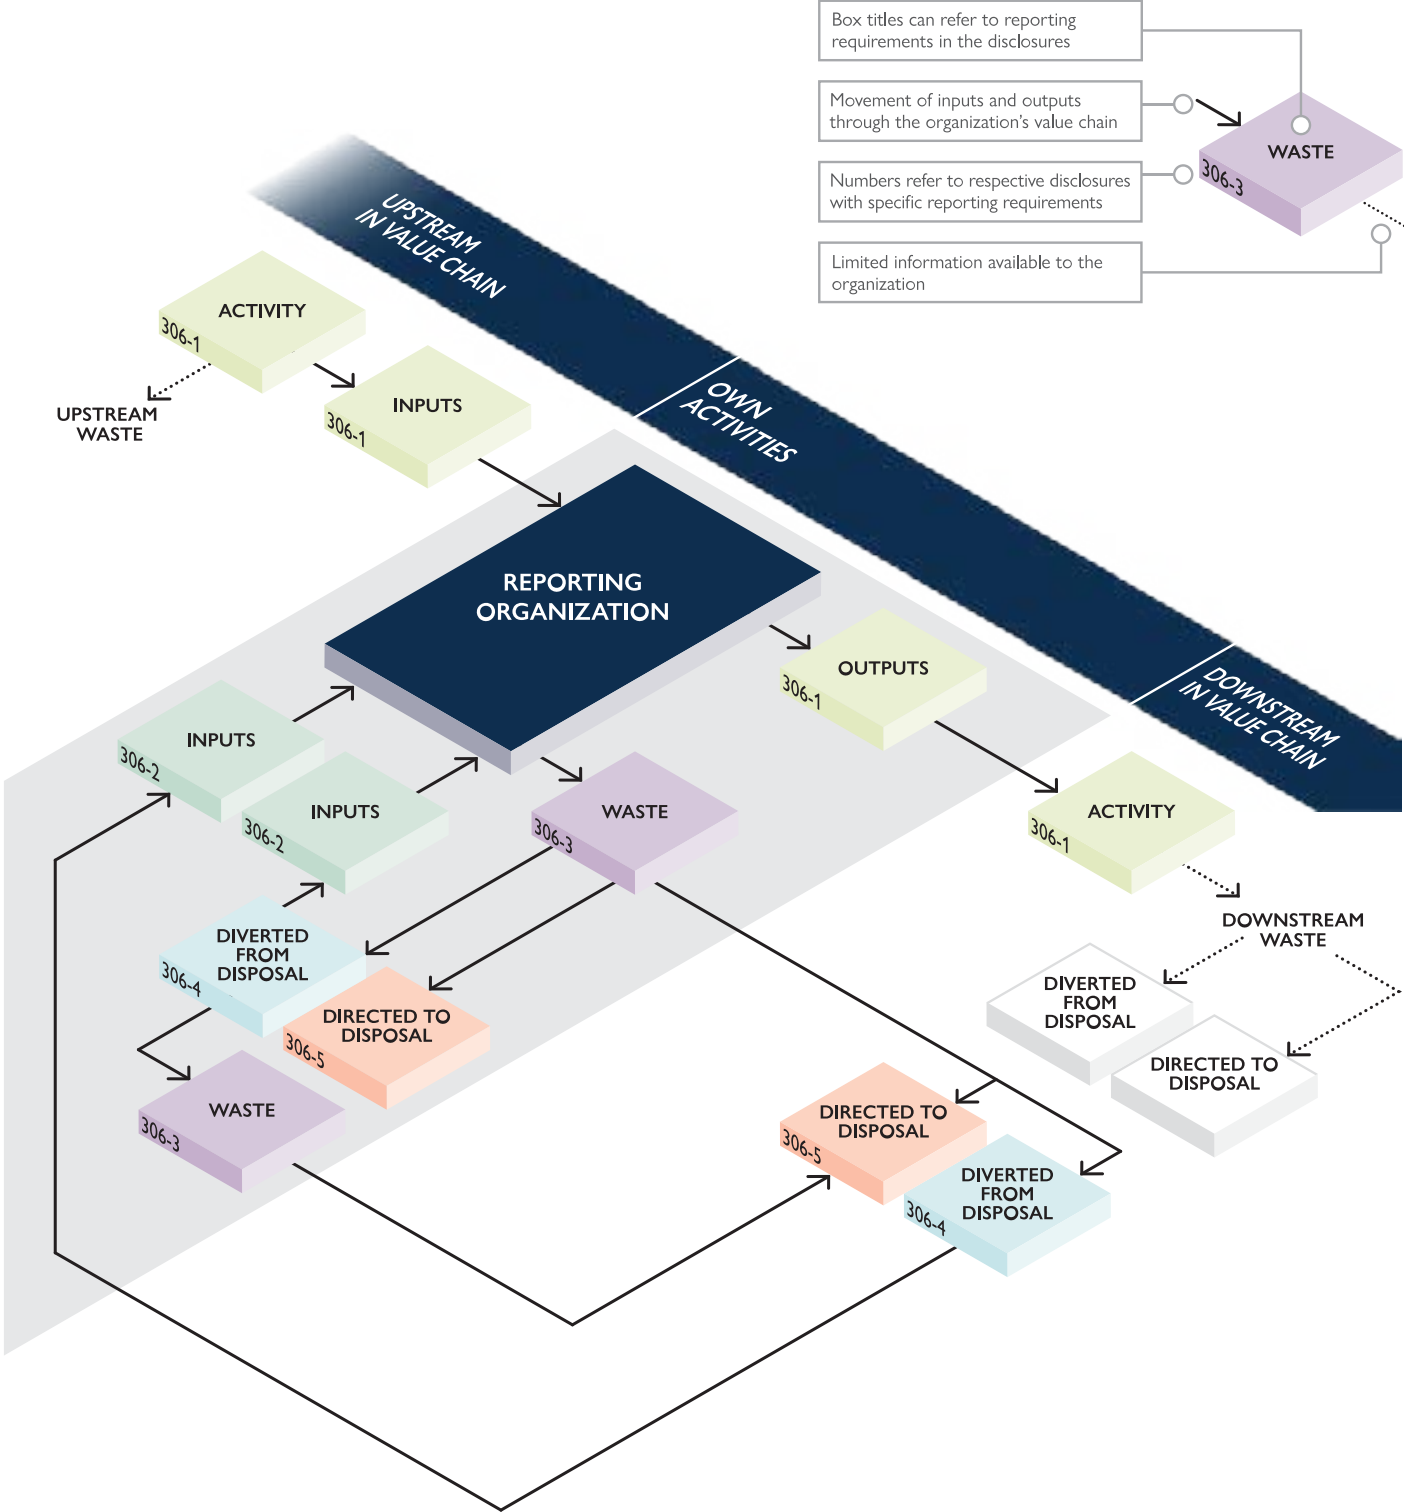 Box titles can refer to reporting
requirements in the disclosures
Movement of inputs and outputs
through the organization's value chain
Numbers refer to respective disclosures
with specific reporting requirements
Limited information available to the
organization
WASTE
306-3
UPSTREAM
IN VALUE CHAIN
OWN
ACTIVITIES
DOWNSTREAM
IN VALUE CHAIN
ACTIVITY
306-1
UPSTREAM
WASTE
INPUTS
306-1
REPORTING
ORGANIZATION
OUTPUTS
306-1
INPUTS
306-2
INPUTS
306-2
WASTE
306-3
ACTIVITY
306-1
DOWNSTREAM
WASTE
DIVERTED
FROM
DISPOSAL
306-4
DIRECTED TO
DISPOSAL
306-5
DIVERTED
FROM
DISPOSAL
DIRECTED TO
DISPOSAL
WASTE
306-3
DIRECTED TO
DISPOSAL
306-5
DIVERTED
FROM
DISPOSAL
306-4